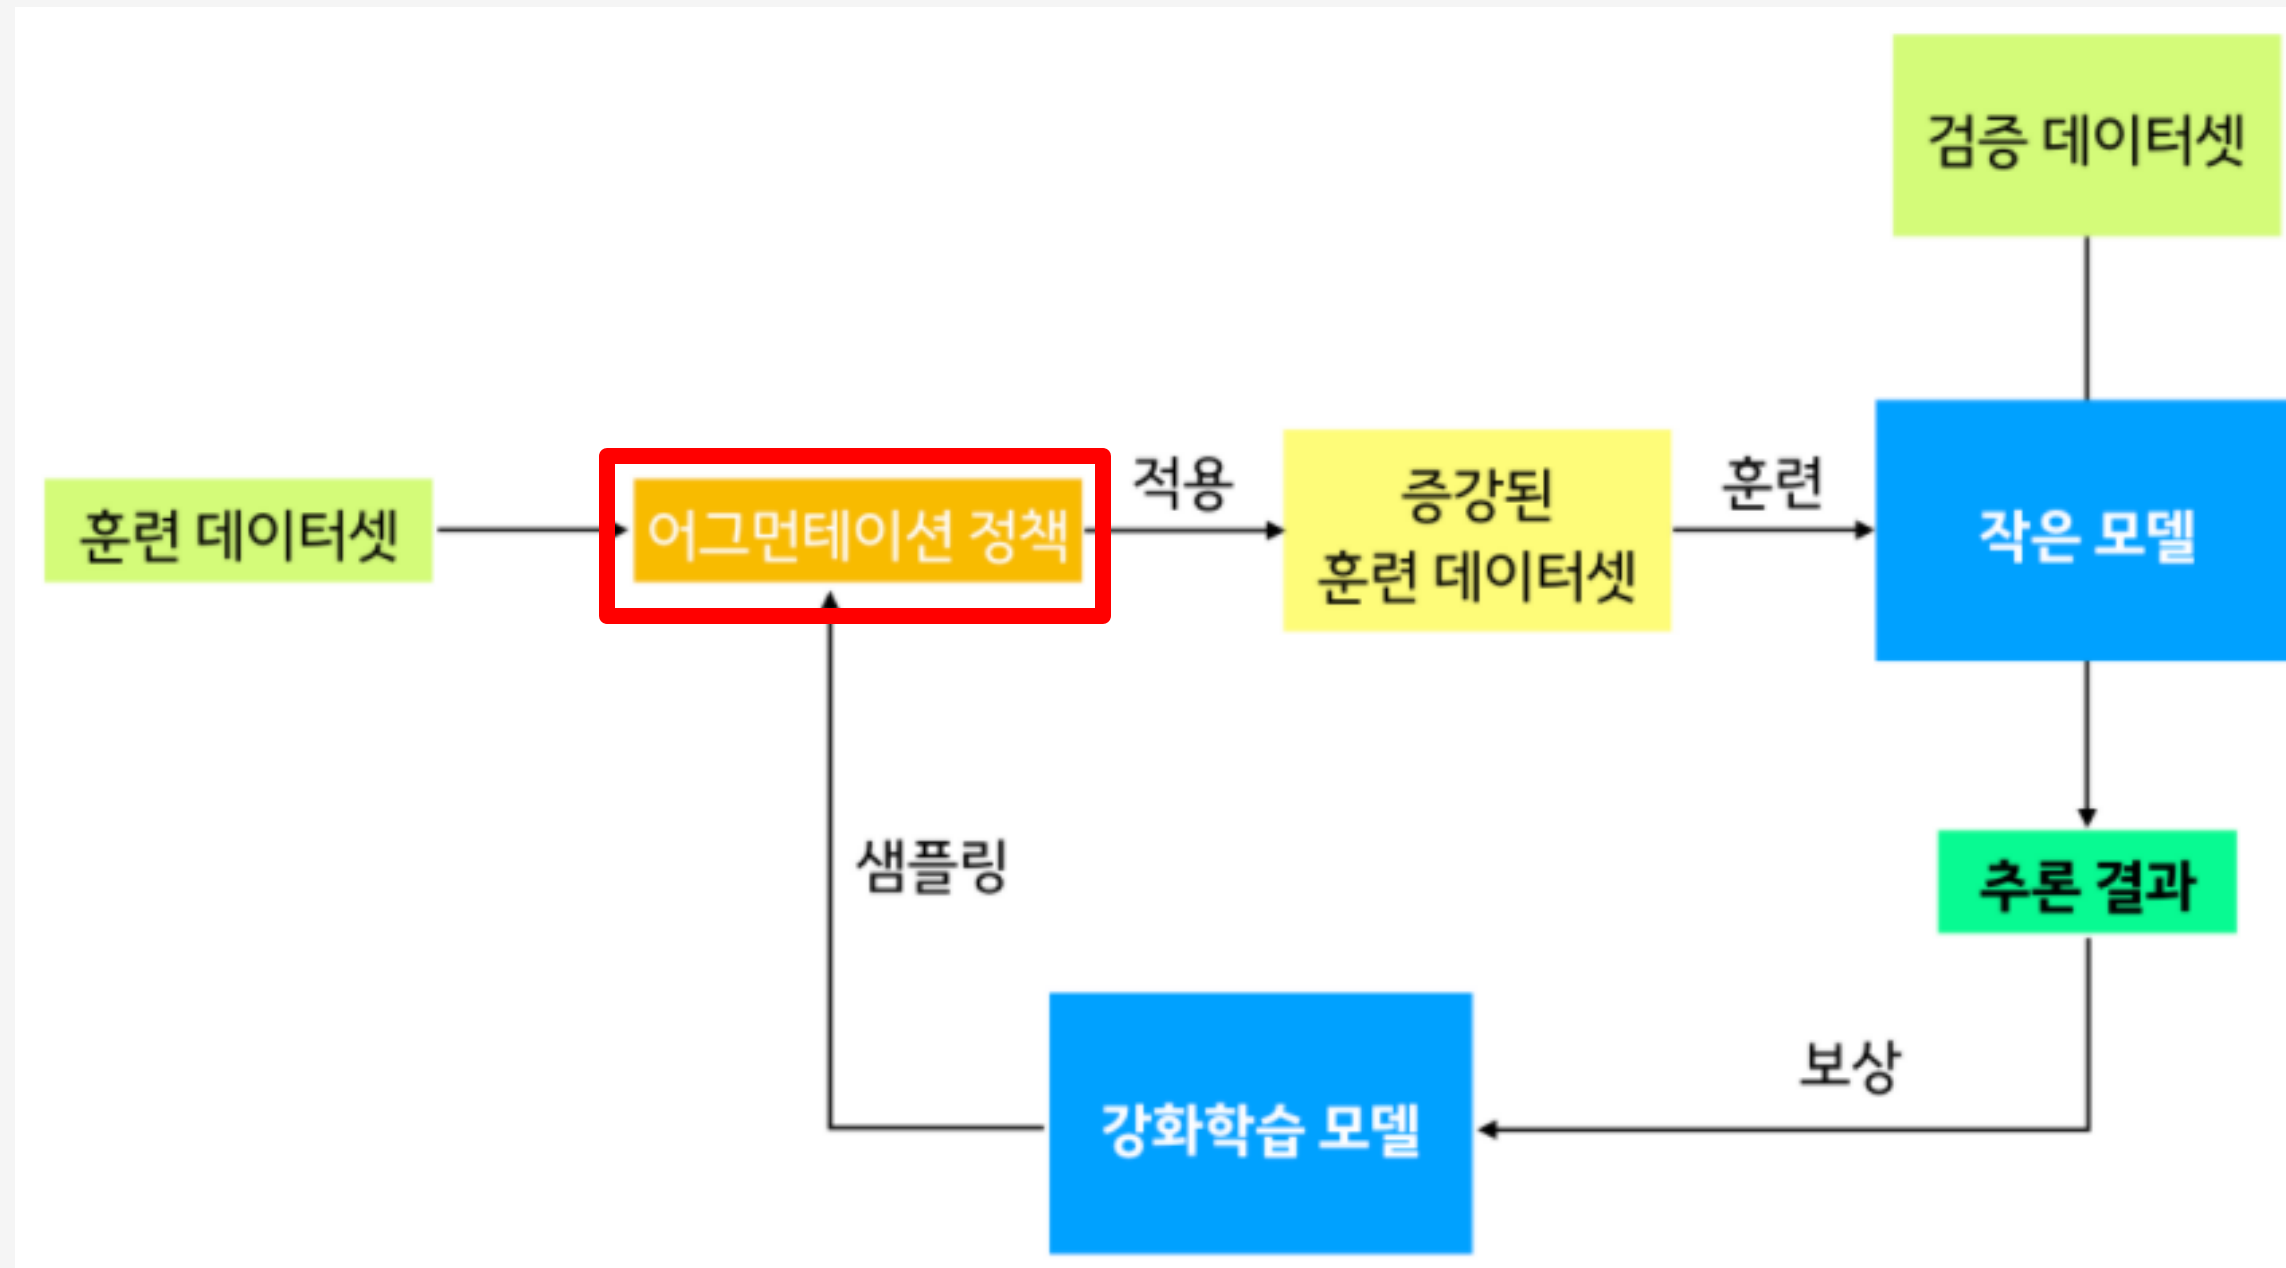 검증 데이터셋
훈련 데이터셋
어그먼테이션 정책
적용
증강된
훈련 데이터셋
훈련
작은 모델
샘플링
추론 결과
보상
강화학습 모델